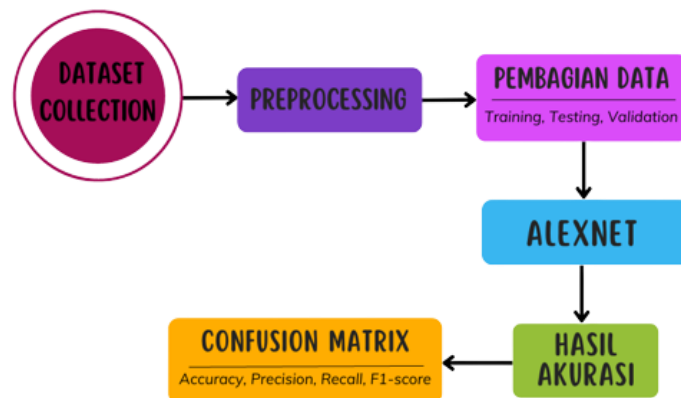 DATASET
COLLECTION
PREPROCESSING
PEMBAGIAN DATA
Training, Testing, Validation
ALEXNET
HASIL
AKURASI
CONFUSION MATRIX
Accuracy, Precision, Recall, F1-score